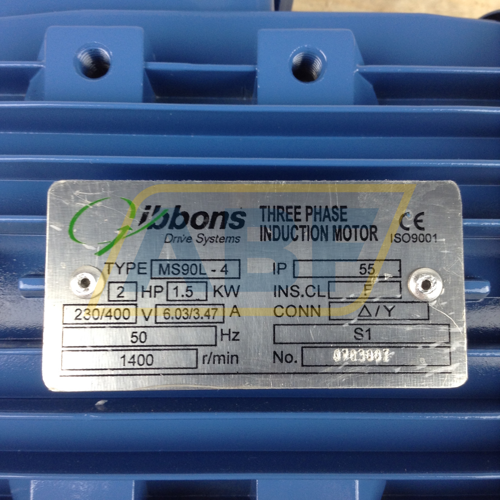 Gibbons
Drive Systems
THREE PHASE
INDUCTION MOTOR
CE
ISO9001
TYPE MS90L-4 IP 55
2 HP 1.5 KW INS.CL F
230/400 V 6.03/3.47 A CONN △/Y
50 Hz S1
1400 r/min No. 0703007